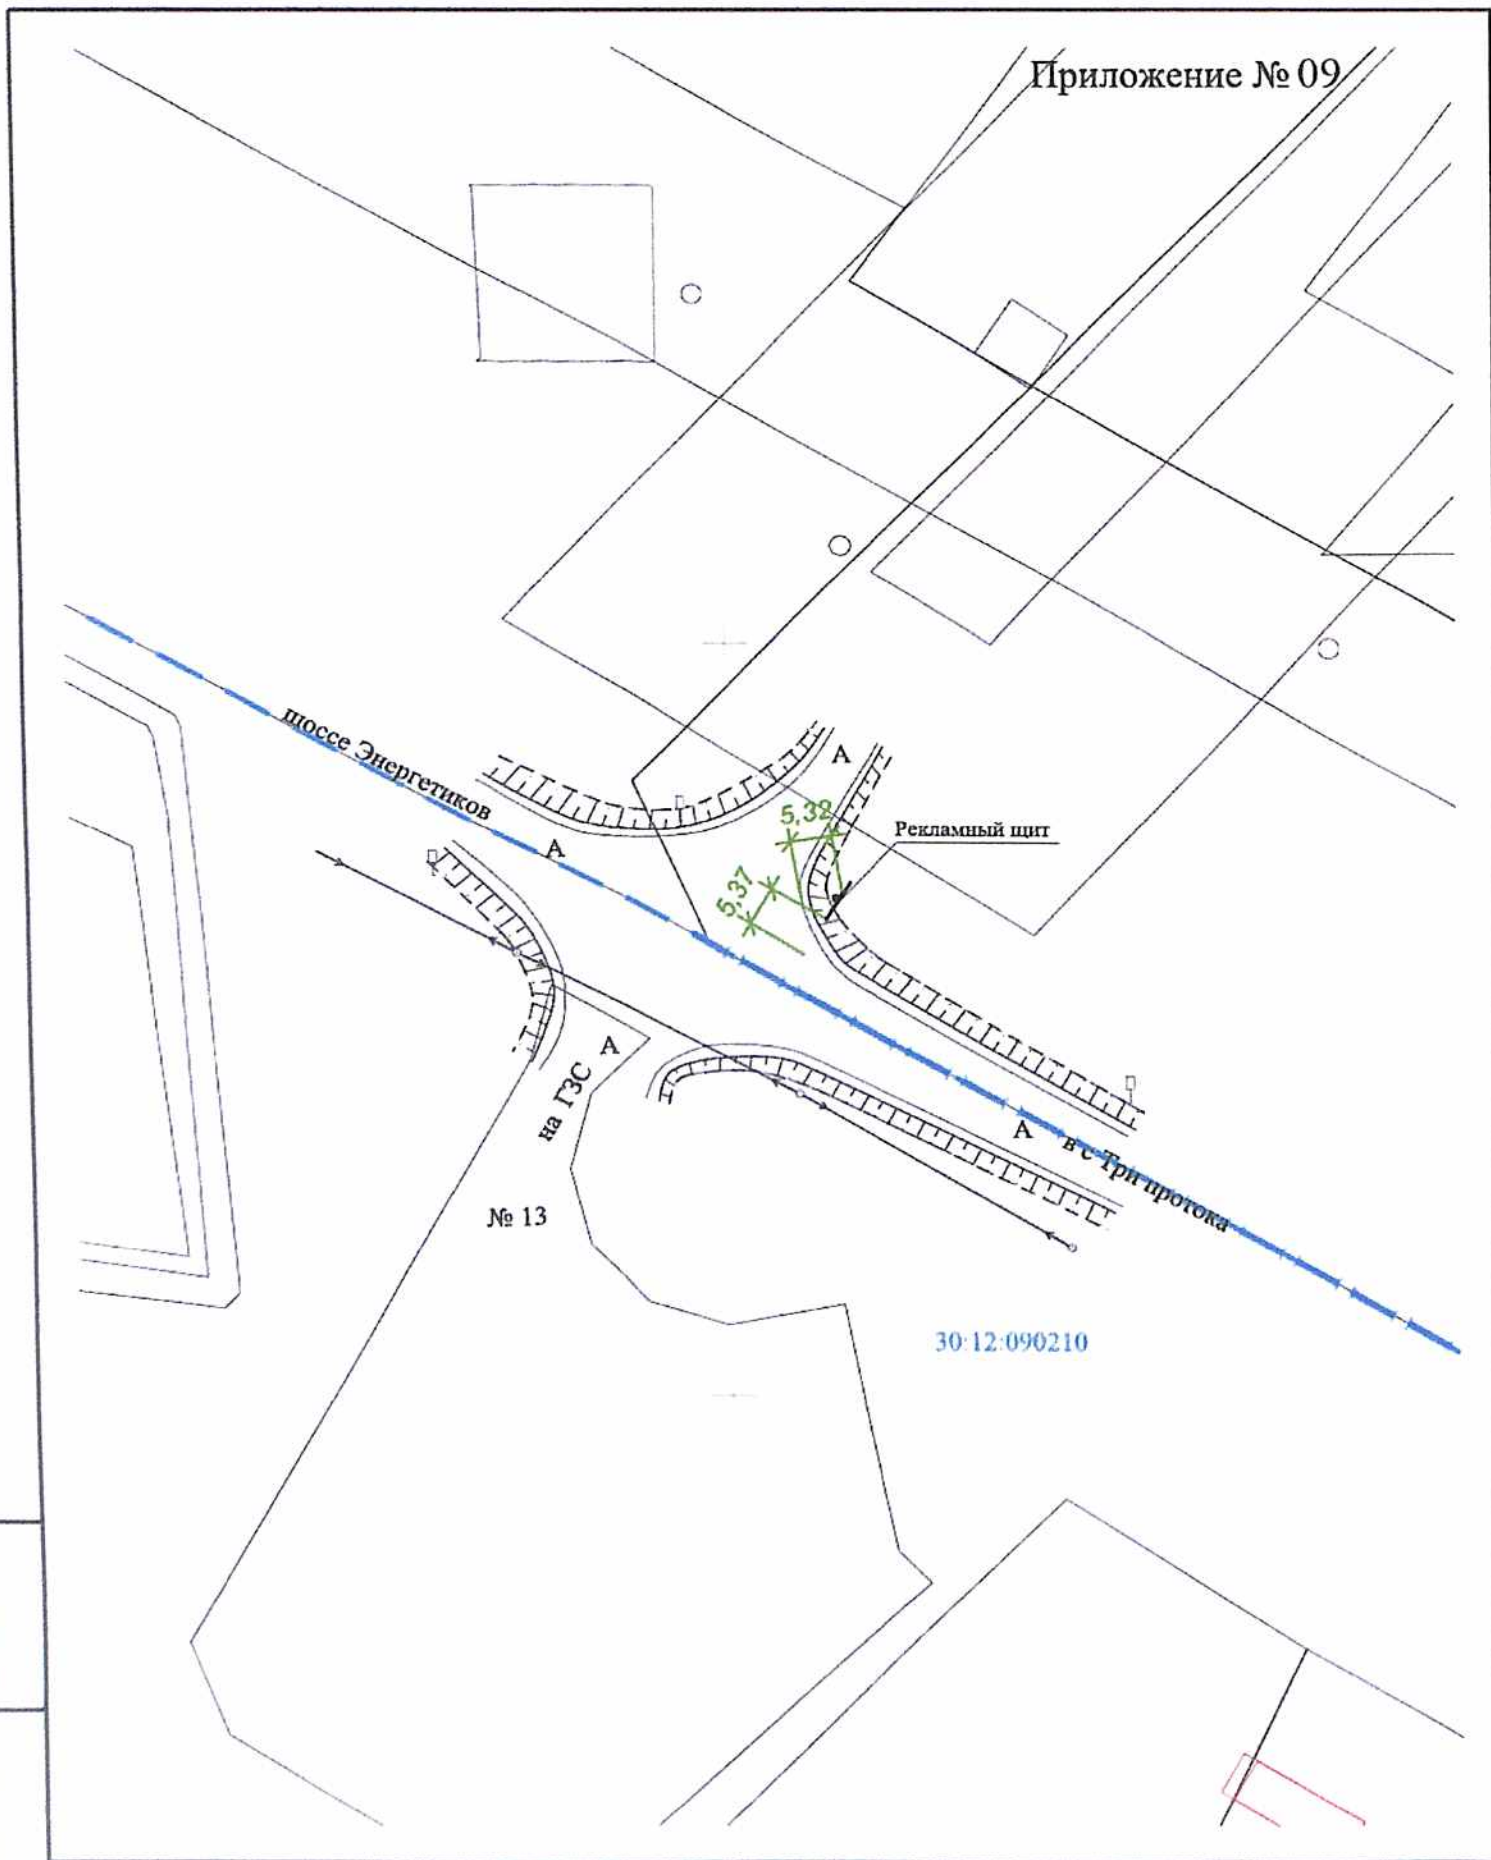 Приложение № 09
шоссе Энергетиков
А
5,32
Рекламный щит
А
5,37
А
на ГЗС
А
в с Три протока
№ 13
30:12:090210